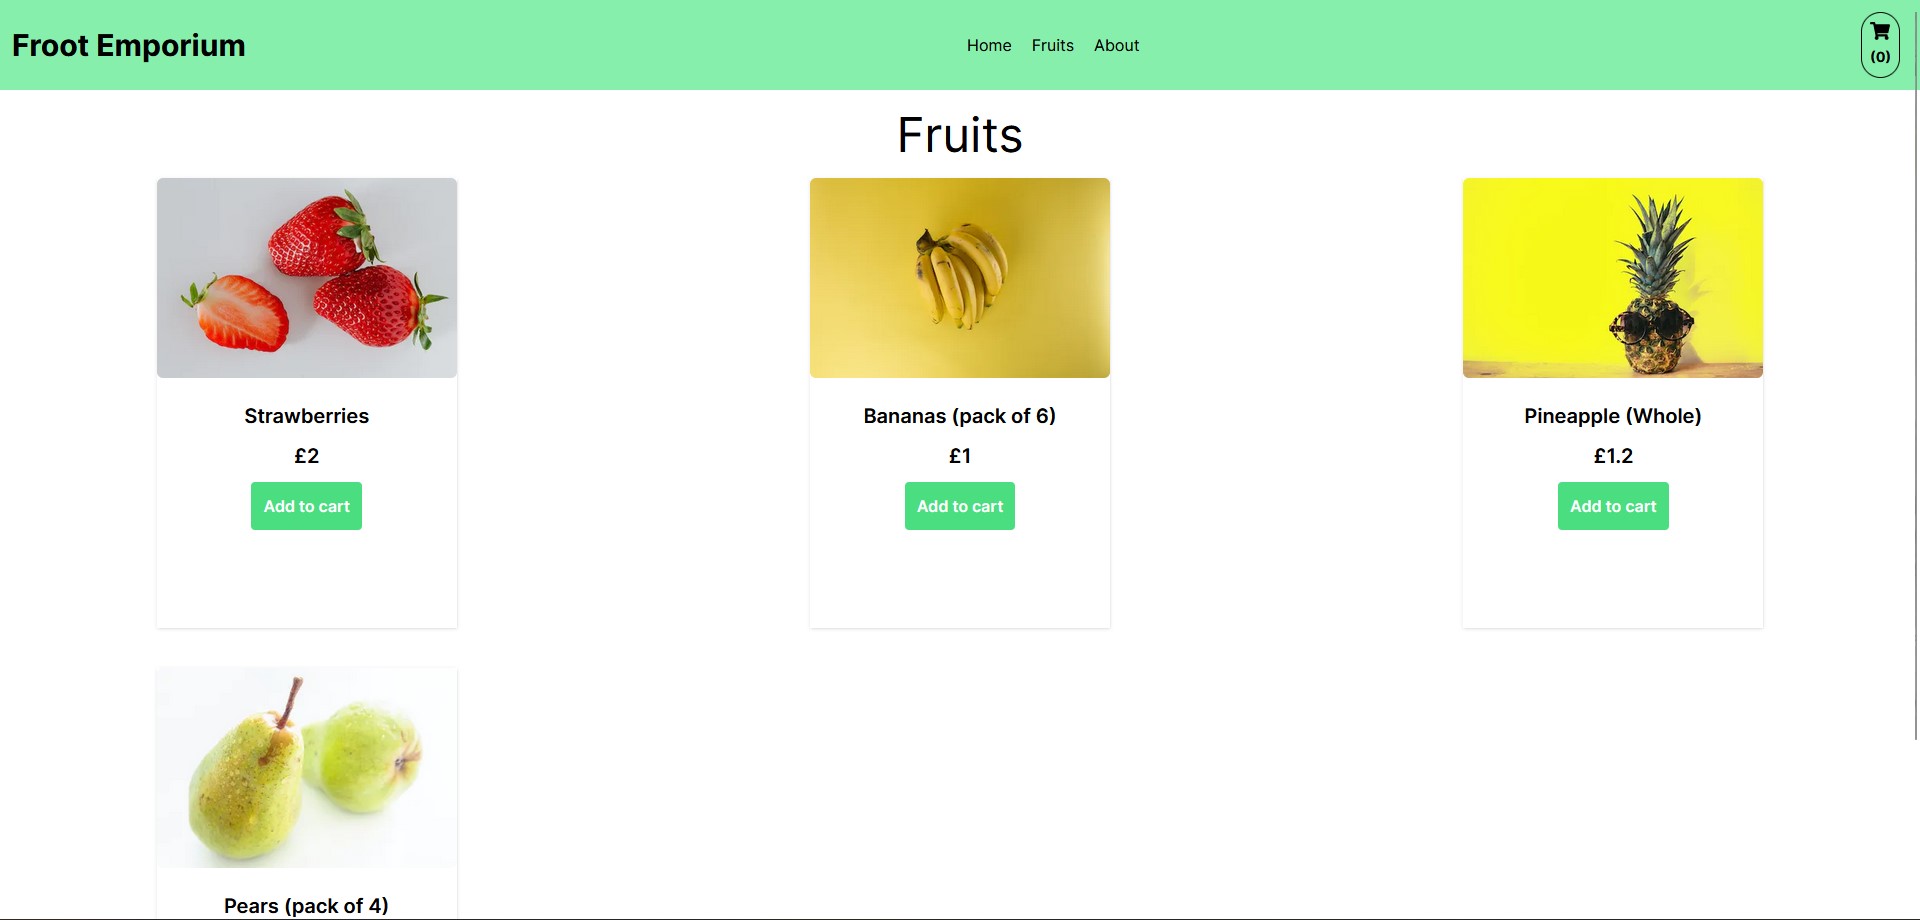 Froot Emporium
Home Fruits About
(0)
Fruits
Strawberries
£2
Add to cart
Bananas (pack of 6)
£1
Add to cart
Pineapple (Whole)
£1.2
Add to cart
Pears (pack of 4)